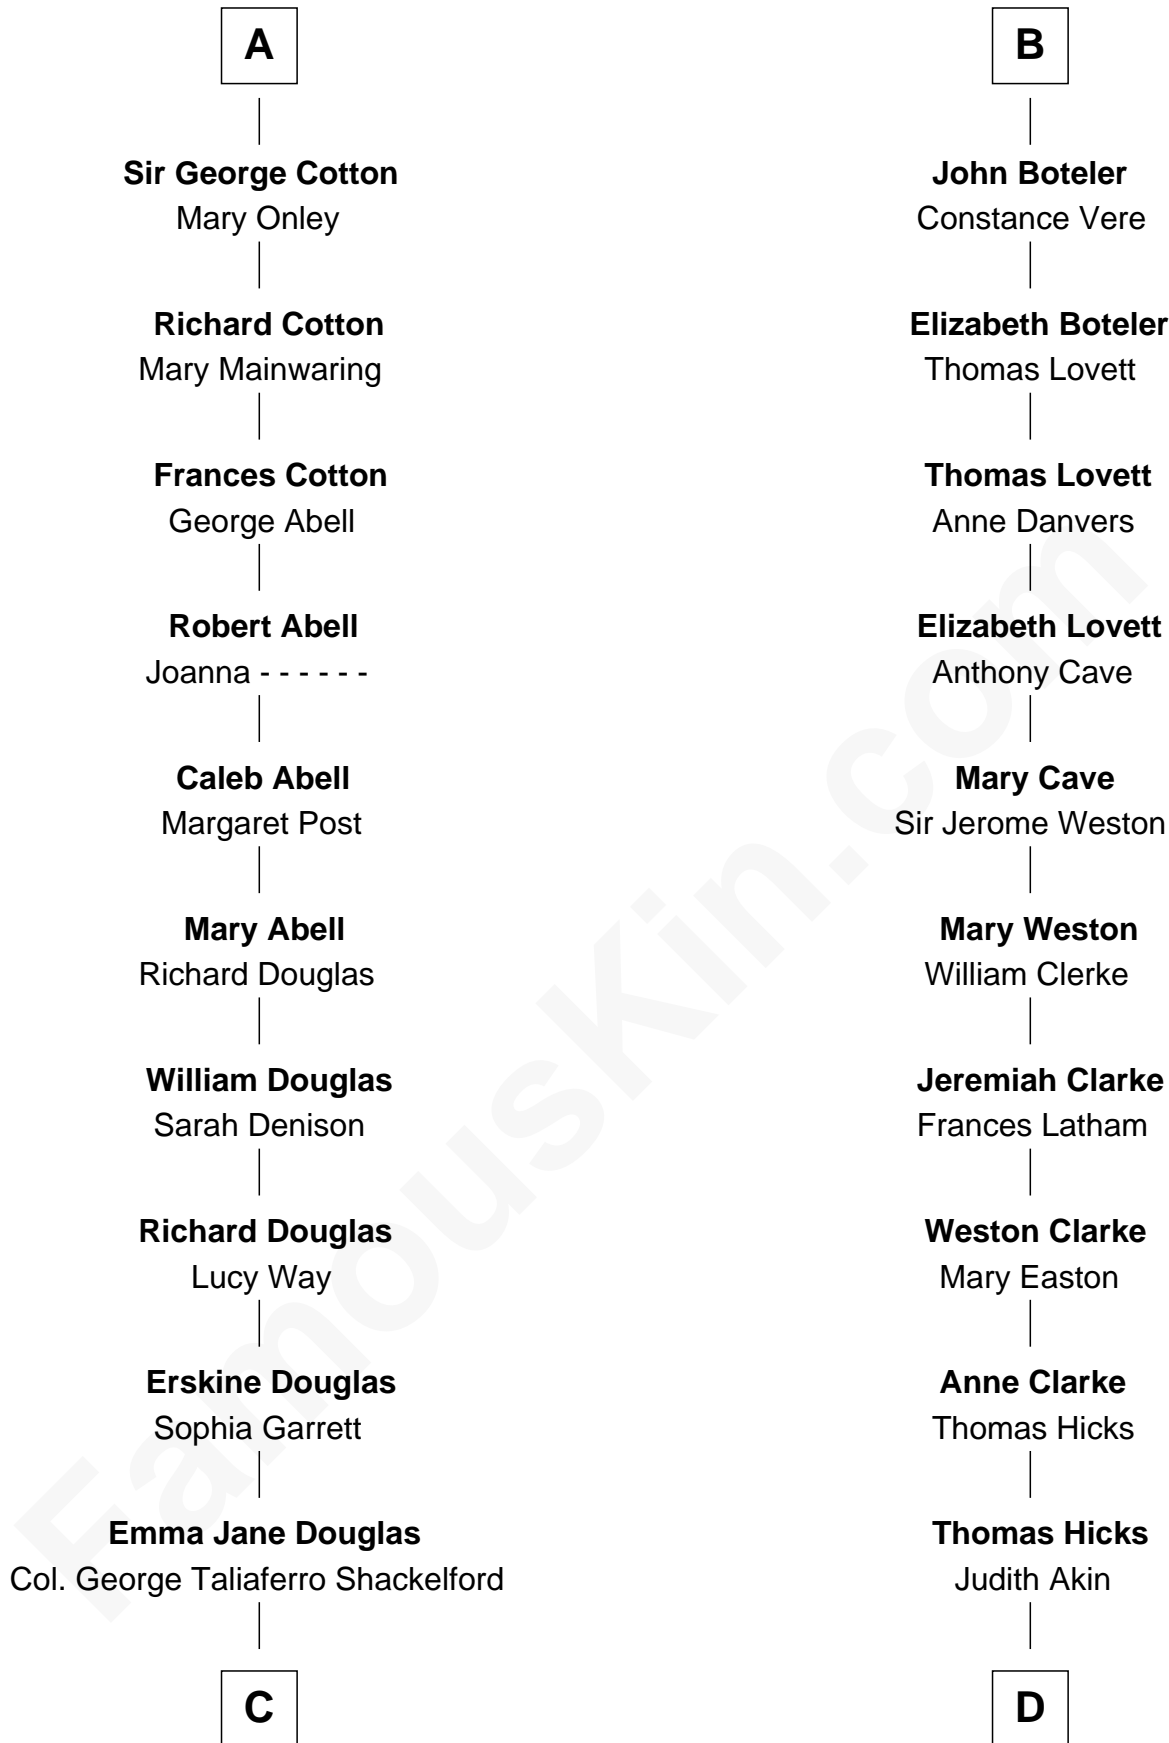 A
Sir George Cotton
Mary Onley
Richard Cotton
Mary Mainwaring
Frances Cotton
George Abell
Robert Abell
Joanna - - - - - -
Caleb Abell
Margaret Post
Mary Abell
Richard Douglas
William Douglas
Sarah Denison
Richard Douglas
Lucy Way
Erskine Douglas
Sophia Garrett
Emma Jane Douglas
Col. George Taliaferro Shackelford
C
B
John Boteler
Constance Vere
Elizabeth Boteler
Thomas Lovett
Thomas Lovett
Anne Danvers
Elizabeth Lovett
Anthony Cave
Mary Cave
Sir Jerome Weston
Mary Weston
William Clerke
Jeremiah Clarke
Frances Latham
Weston Clarke
Mary Easton
Anne Clarke
Thomas Hicks
Thomas Hicks
Judith Akin
D
FamousKin.com